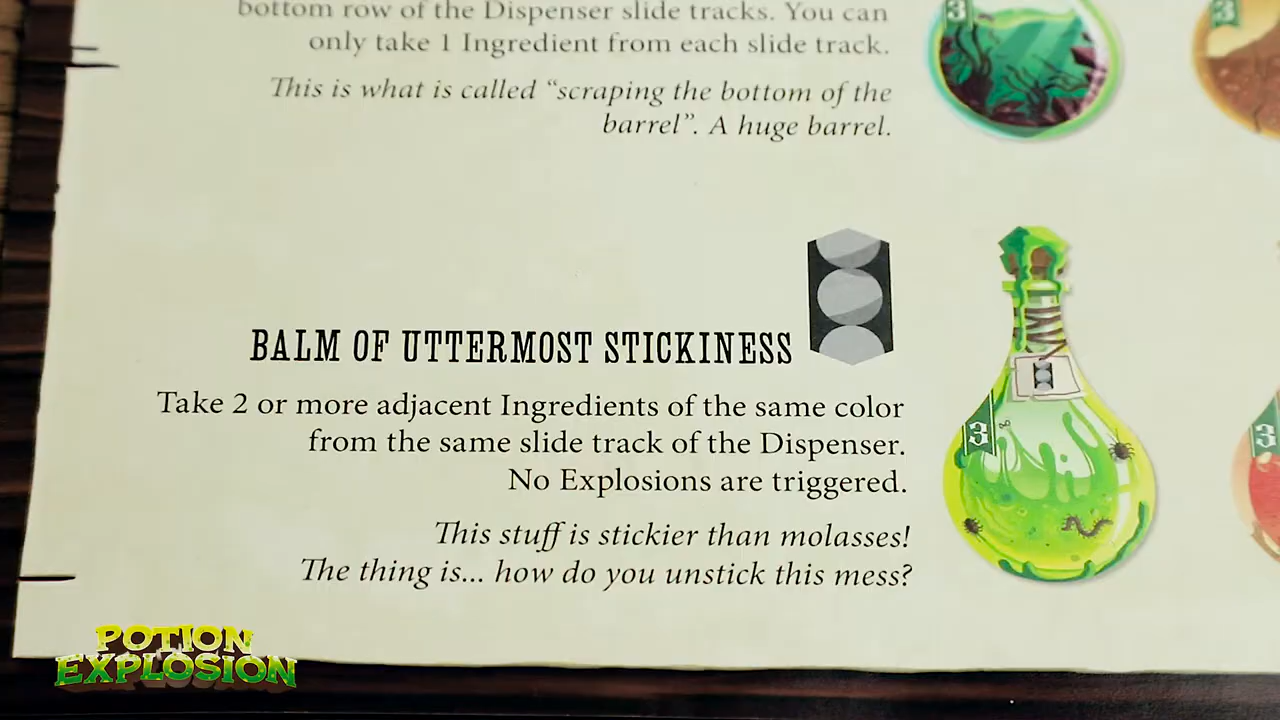 bottom row of the Dispenser slide tracks. You can
only take 1 Ingredient from each slide track.
This is what is called “scraping the bottom of the
barrel”. A huge barrel.
3
3
BALM OF UTTERMOST STICKINESS
Take 2 or more adjacent Ingredients of the same color
from the same slide track of the Dispenser.
No Explosions are triggered.
This stuff is stickier than molasses!
The thing is... how do you unstick this mess?
3
3
POTION
EXPLOSION